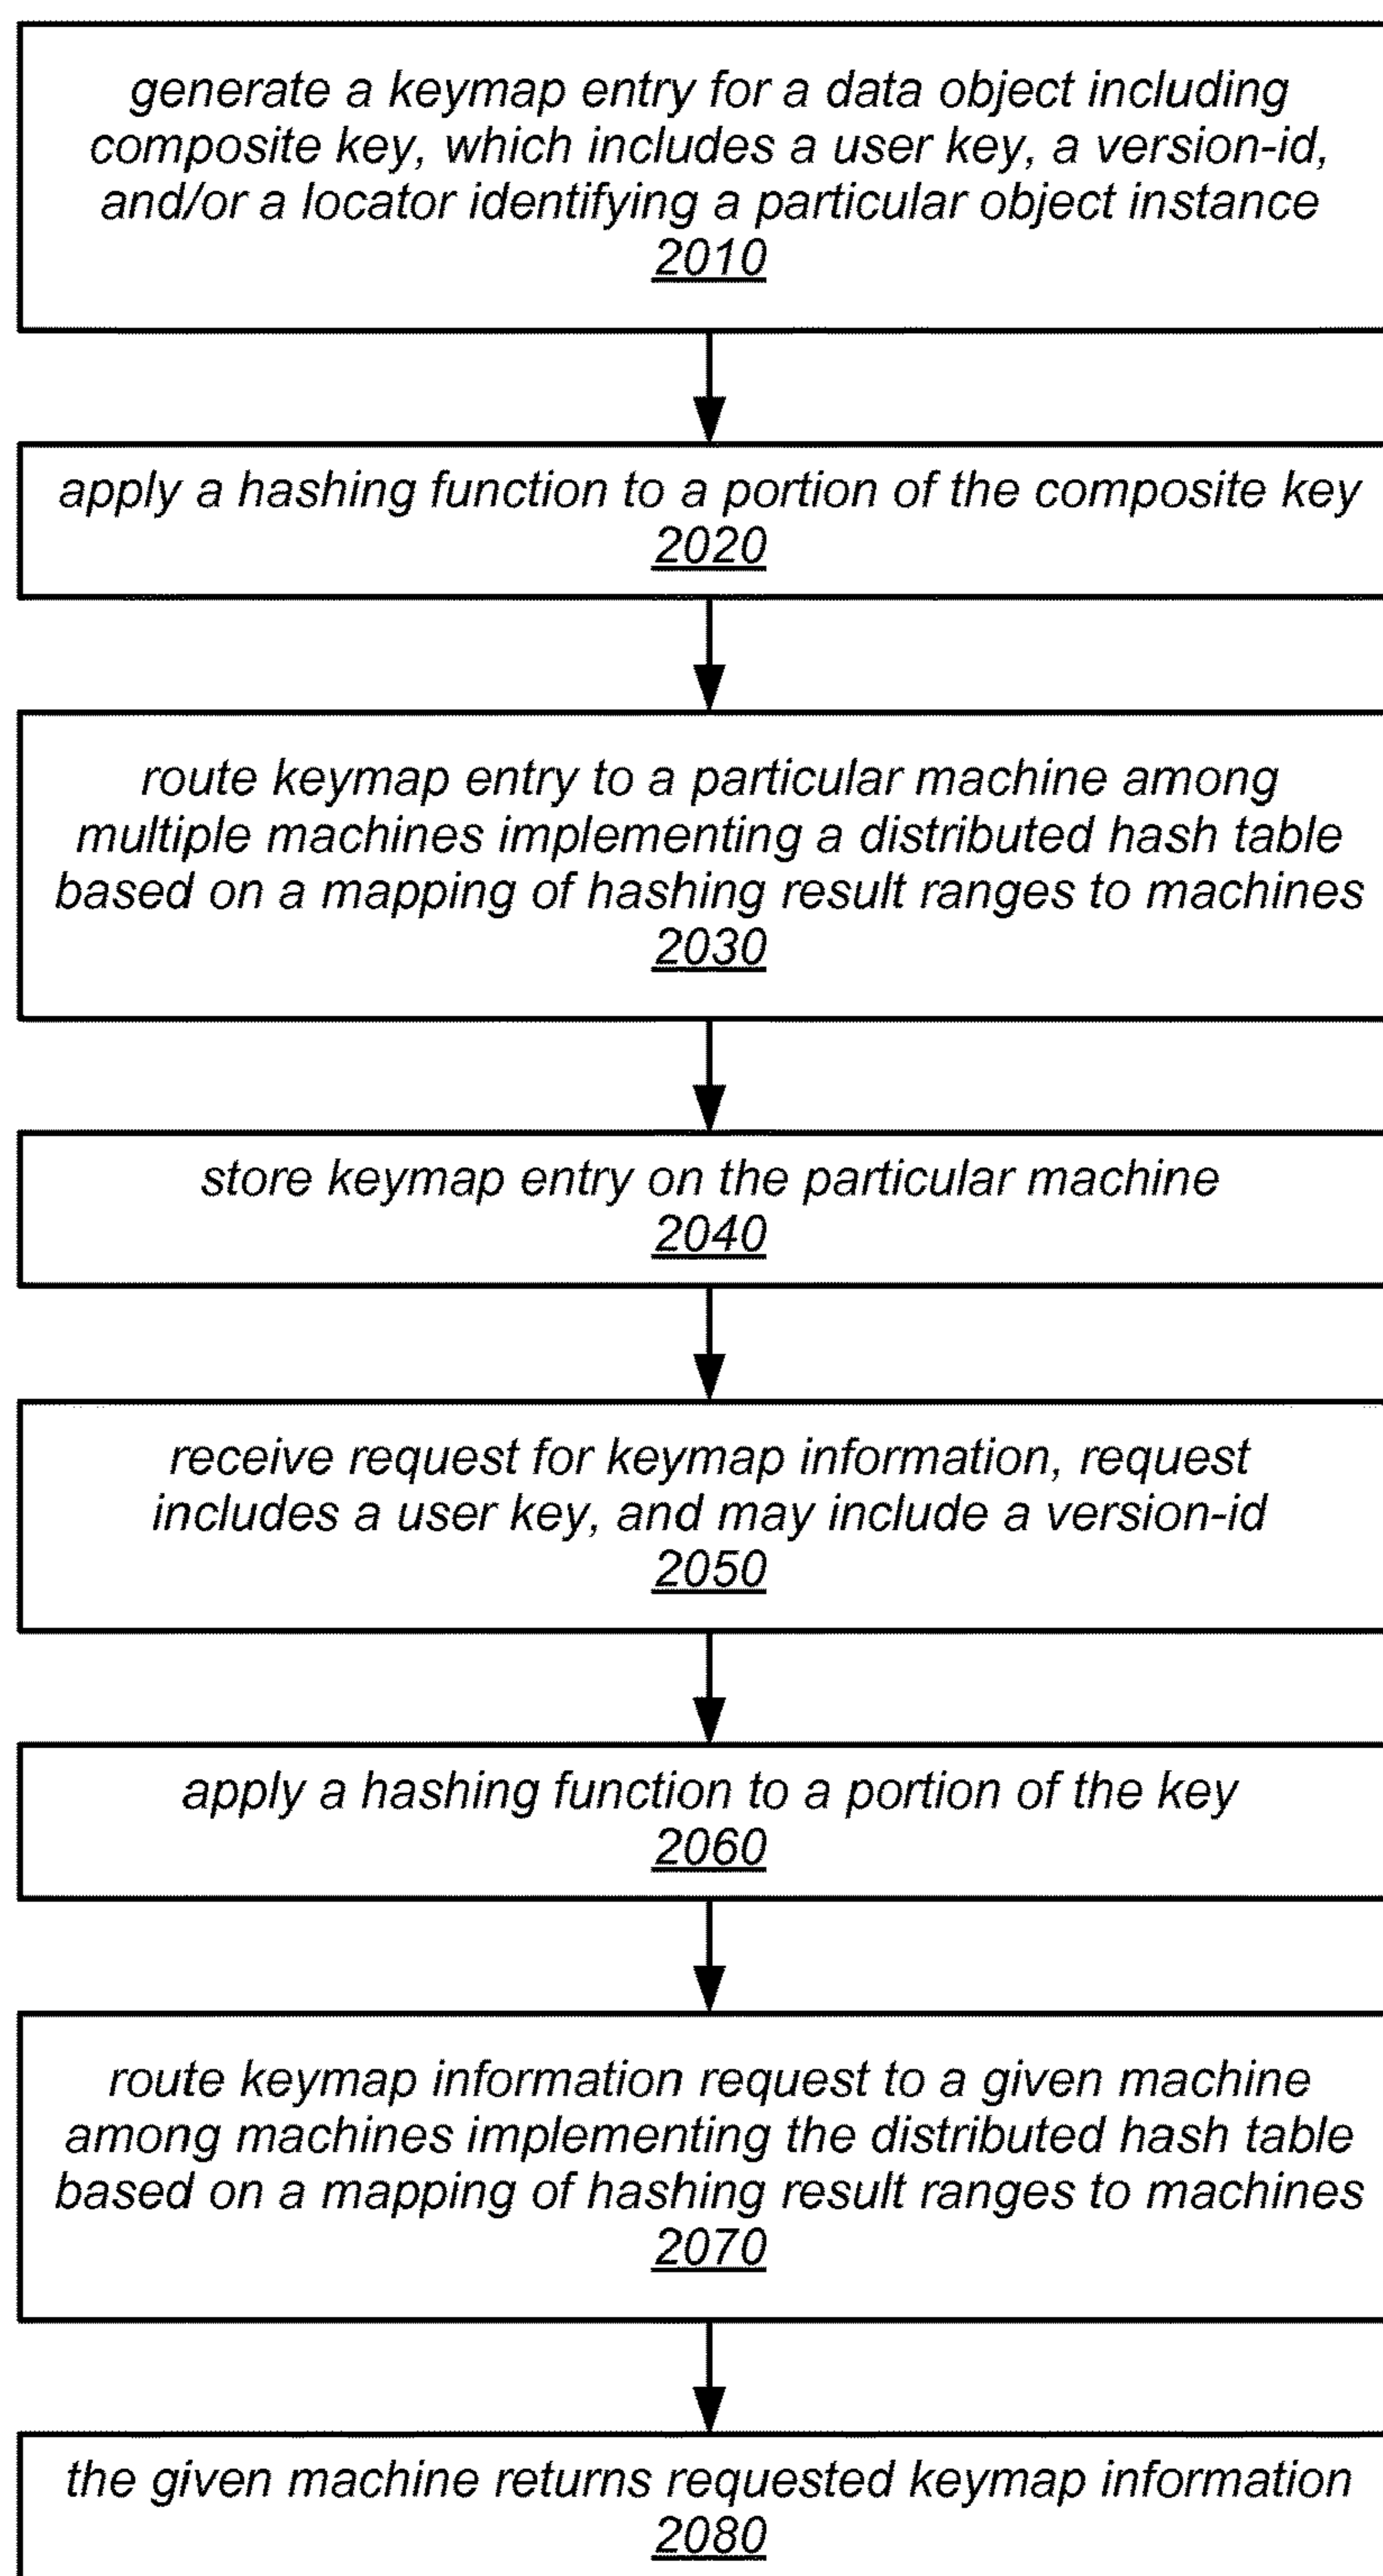 generate a keymap entry for a data object including
composite key, which includes a user key, a version-id,
and/or a locator identifying a particular object instance
2010
apply a hashing function to a portion of the composite key
2020
route keymap entry to a particular machine among
multiple machines implementing a distributed hash table
based on a mapping of hashing result ranges to machines
2030
store keymap entry on the particular machine
2040
receive request for keymap information, request
includes a user key, and may include a version-id
2050
apply a hashing function to a portion of the key
2060
route keymap information request to a given machine
among machines implementing the distributed hash table
based on a mapping of hashing result ranges to machines
2070
the given machine returns requested keymap information
2080